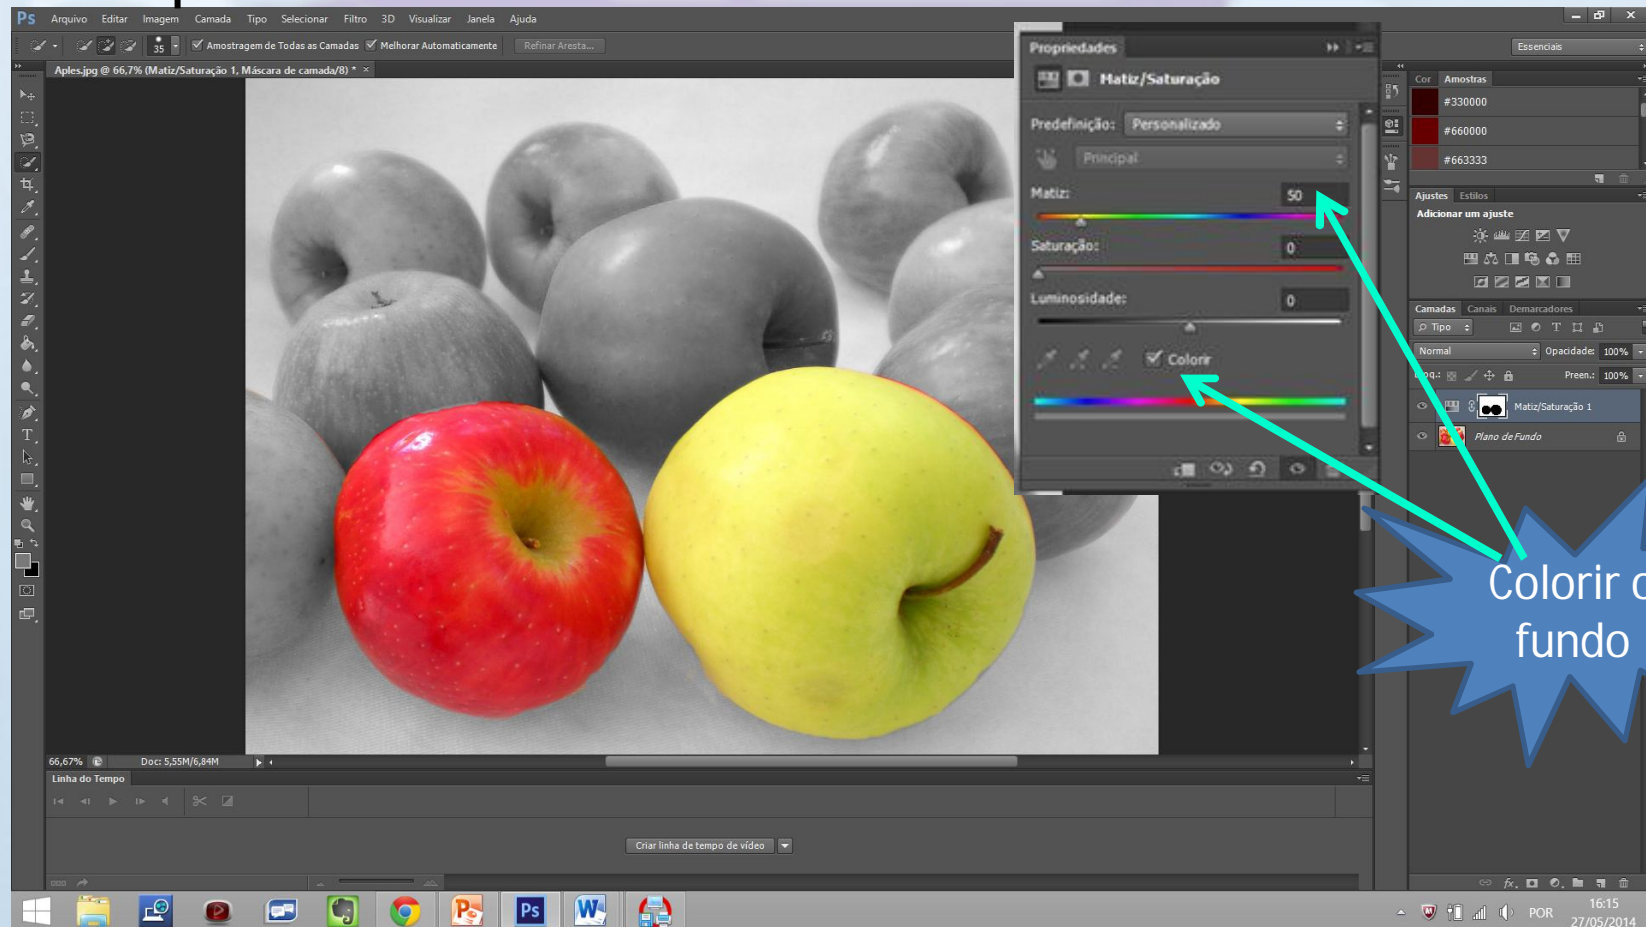 Ps Arquivo Editar Imagem Camada Tipo Selecionar Filtro 3D Visualizar Janela Ajuda
35 Amostragem de Todas as Camadas Melhorar Automaticamente Refinar Aresta...
Essenciais
Aples.jpg @ 66,7% (Matiz/Saturação 1, Máscara de camada/8) * ×
Propriedades
Matiz/Saturação
Predefinição: Personalizado
Principal
Matiz: 50
Saturação: 0
Luminosidade: 0
Colorir
Cor Amostras
#330000
#660000
#663333
Ajustes Estilos
Adicionar um ajuste
Camadas Canais Demarcadores
Tipo
Normal Opacidade: 100%
Preen.: 100%
Matiz/Saturação 1
Plano de Fundo
Colorir o
fundo
66,67% Doc: 5,55M/6,84M
Linha do Tempo
Criar linha de tempo de vídeo
fx.
POR 16:15
27/05/2014